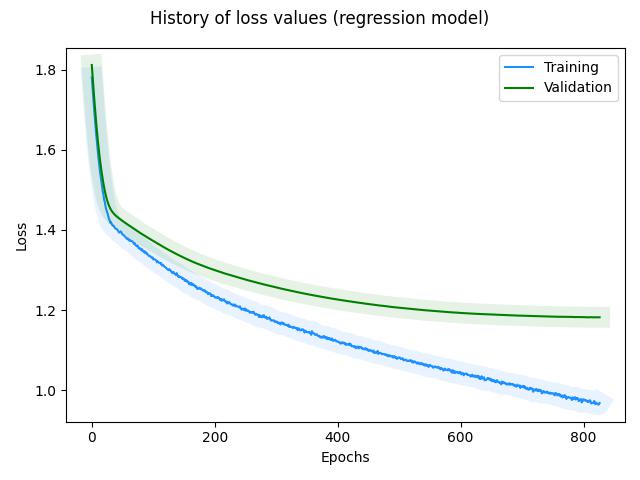 History of loss values (regression model)
Training
Validation
1.8
1.6
1.4
1.2
1.0
Loss
0
200
400
600
800
Epochs